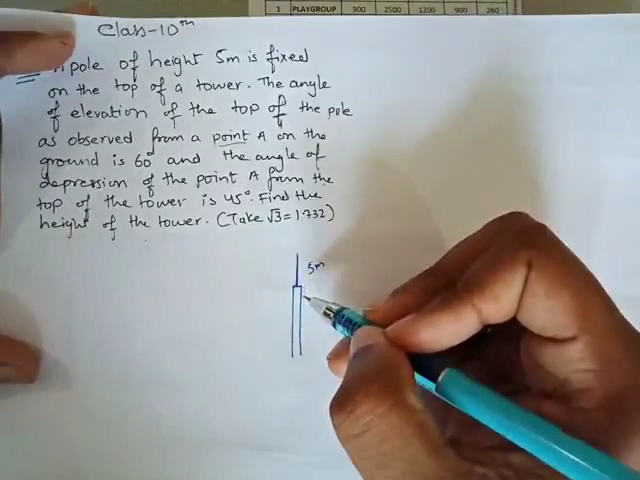 1 PLAYGROUP 900 2500 1200 900 260
Class-10th
A pole of height 5m is fixed
on the top of a tower. The angle
of elevation of the top of the pole
as observed from a point A on the
ground is 60° and the angle of
depression of the point A from the
top of the tower is 45°. Find the
height of the tower. (Take √3=1.732)
5m